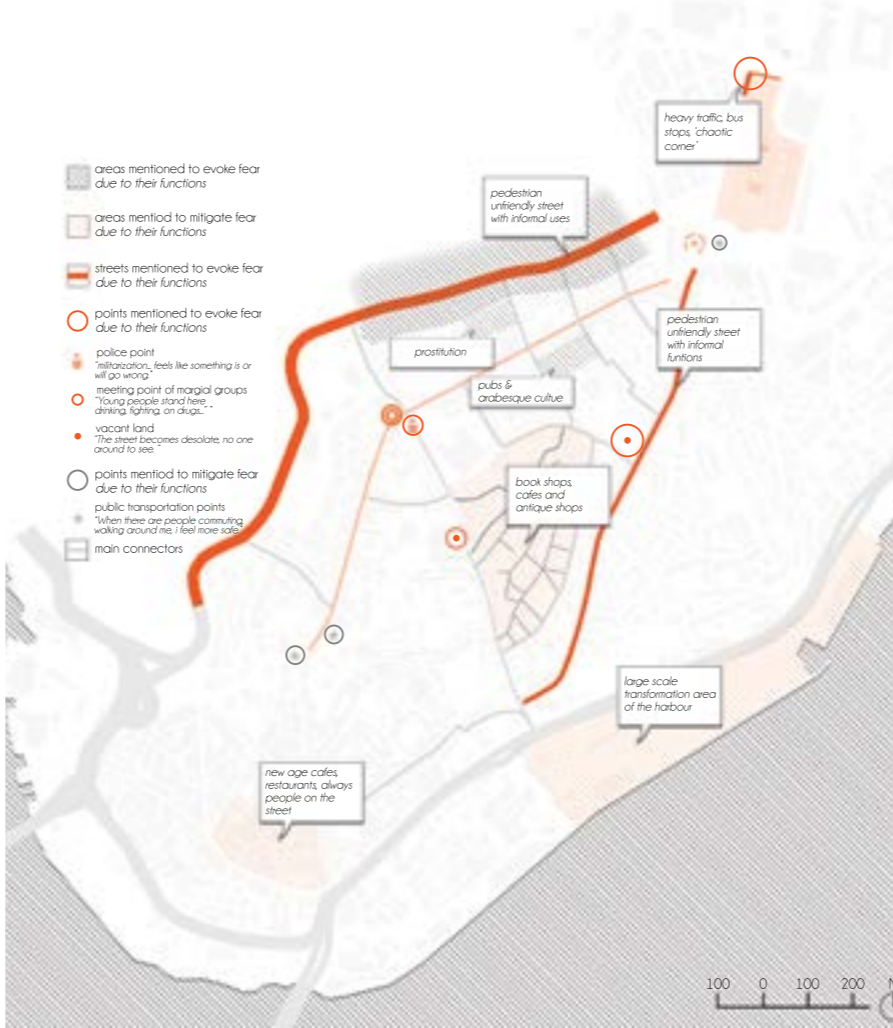 areas mentioned to evoke fear
due to their functions
areas mentiod to mitigate fear
due to their functions
streets mentioned to evoke fear
due to their functions
points mentioned to evoke fear
due to their functions
police point
"militarization... feels like something is or
will go wrong."
meeting point of margial groups
"Young people stand here
drinking, fighting, on drugs..." "
vacant land
"The street becomes desolate, no one
around to see. "
points mentiod to mitigate fear
due to their functions
public transportation points
"When there are people commuting,
walking around me, i feel more safe."
main connectors
heavy traffic, bus
stops, 'chaotic
corner'
pedestrian
unfriendly street
with informal uses
pedestrian
unfriendly street
with informal
funtions
prostitution
pubs &
arabesque cultue
book shops,
cafes and
antique shops
large scale
transformation area
of the harbour
new age cafes,
restaurants, always
people on the
street
100 0 100 200